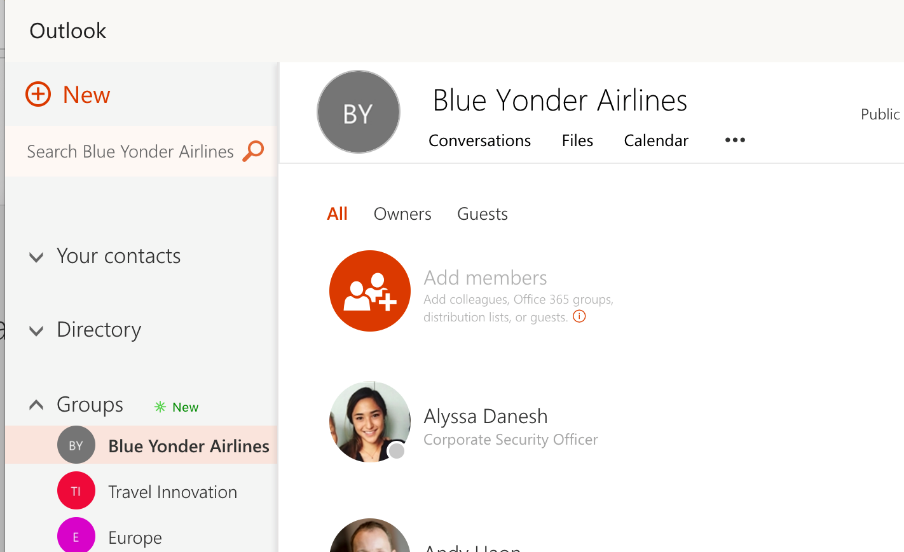 Outlook
New
Search Blue Yonder Airlines
Your contacts
Directory
Groups New
BY Blue Yonder Airlines
TI Travel Innovation
E Europe
BY
Blue Yonder Airlines
Conversations Files Calendar •••
Public
All Owners Guests
Add members
Add colleagues, Office 365 groups,
distribution lists, or guests.
Alyssa Danesh
Corporate Security Officer